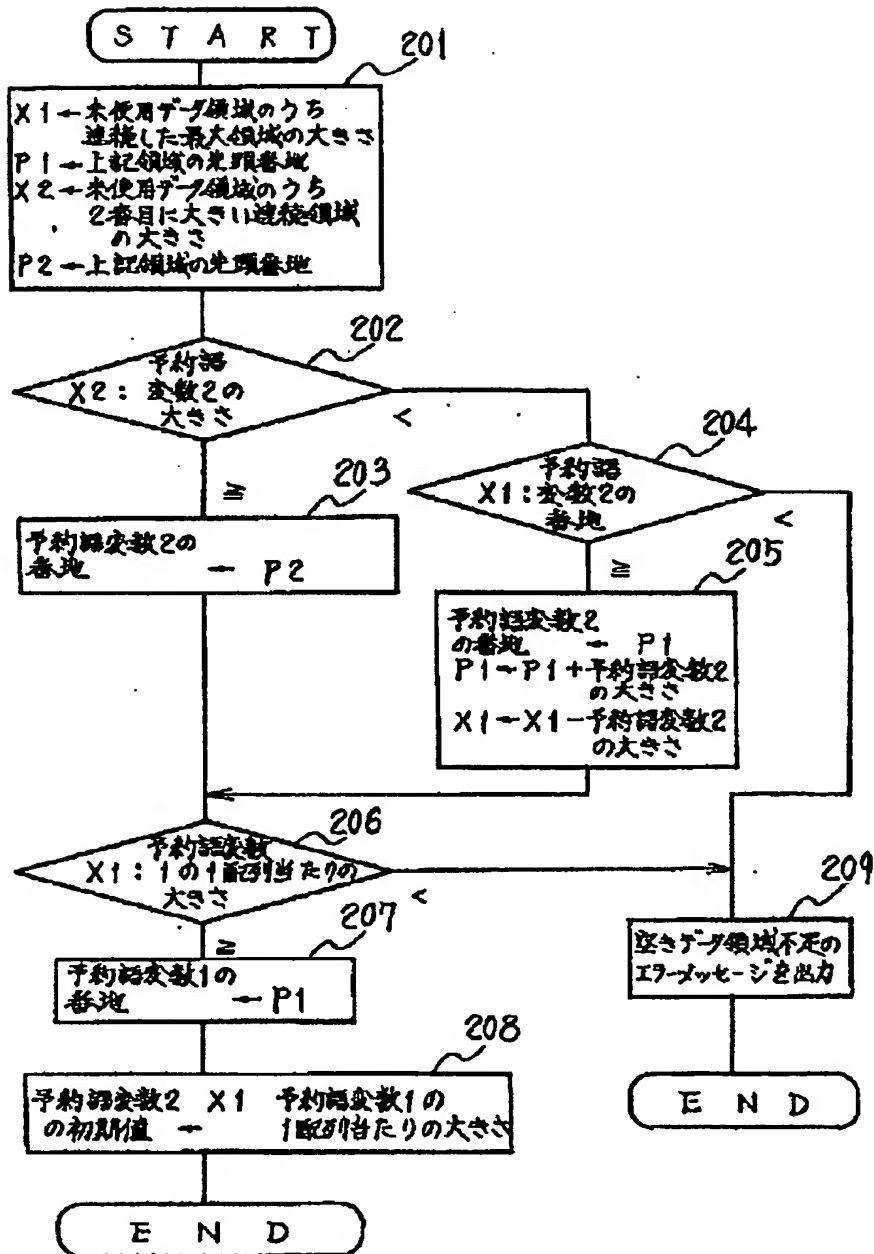 START
201
X1←未使用データ領域のうち
連続した最大領域の大きさ
P1←上記領域の先頭番地
X2←未使用データ領域のうち
2番目に大きい連続領域
の大きさ
P2←上記領域の先頭番地
202
予約語
X2：変数2の
大きさ
<
≧
203
予約語変数2の
番地 ← P2
204
予約語
X1：変数2の
番地
<
≧
205
予約語変数2
の番地 ← P1
P1←P1+予約語変数2
の大きさ
X1←X1-予約語変数2
の大きさ
206
予約語変数
X1：1の1配列当たりの
大きさ
<
≧
207
予約語変数1の
番地 ← P1
208
予約語変数2 X1 予約語変数1の
の初期値 ← 1配列当たりの大きさ
END
209
空きデータ領域不足の
エラーメッセージを出力
END